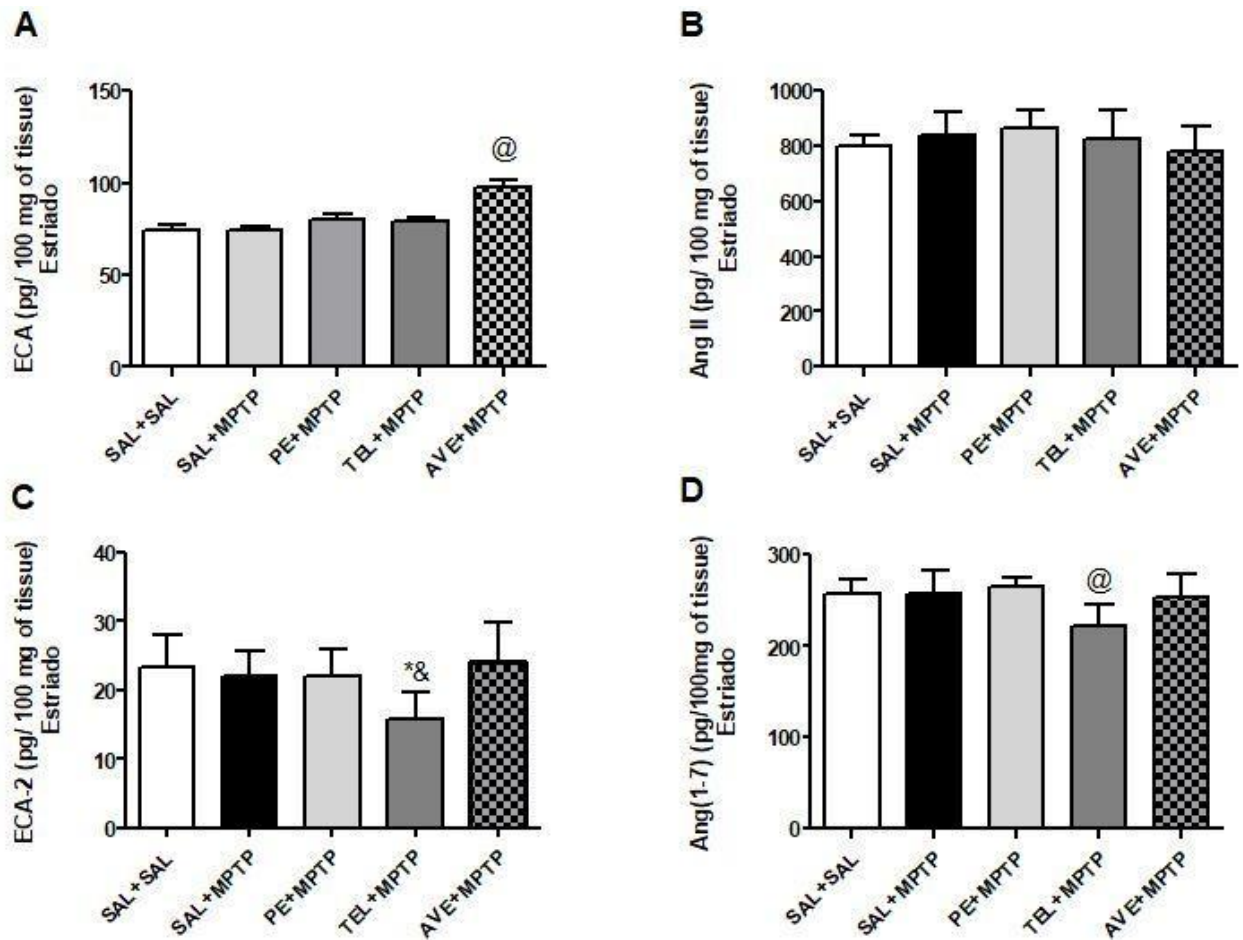 A
ECA (pg/ 100 mg of tissue)
Estriado
150
100
50
0
@
SAL+SAL
SAL+MPTP
PE+MPTP
TEL+MPTP
AVE+MPTP
B
Ang II (pg/ 100 mg of tissue)
Estriado
1000
800
600
400
200
0
SAL+SAL
SAL+MPTP
PE+MPTP
TEL+MPTP
AVE+MPTP
C
ECA-2 (pg/ 100 mg of tissue)
Estriado
40
30
20
10
0
*&
SAL+SAL
SAL+MPTP
PE+MPTP
TEL+MPTP
AVE+MPTP
D
Ang(1-7) (pg/100mg of tissue)
Estriado
300
200
100
0
@
SAL+SAL
SAL+MPTP
PE+MPTP
TEL+MPTP
AVE+MPTP